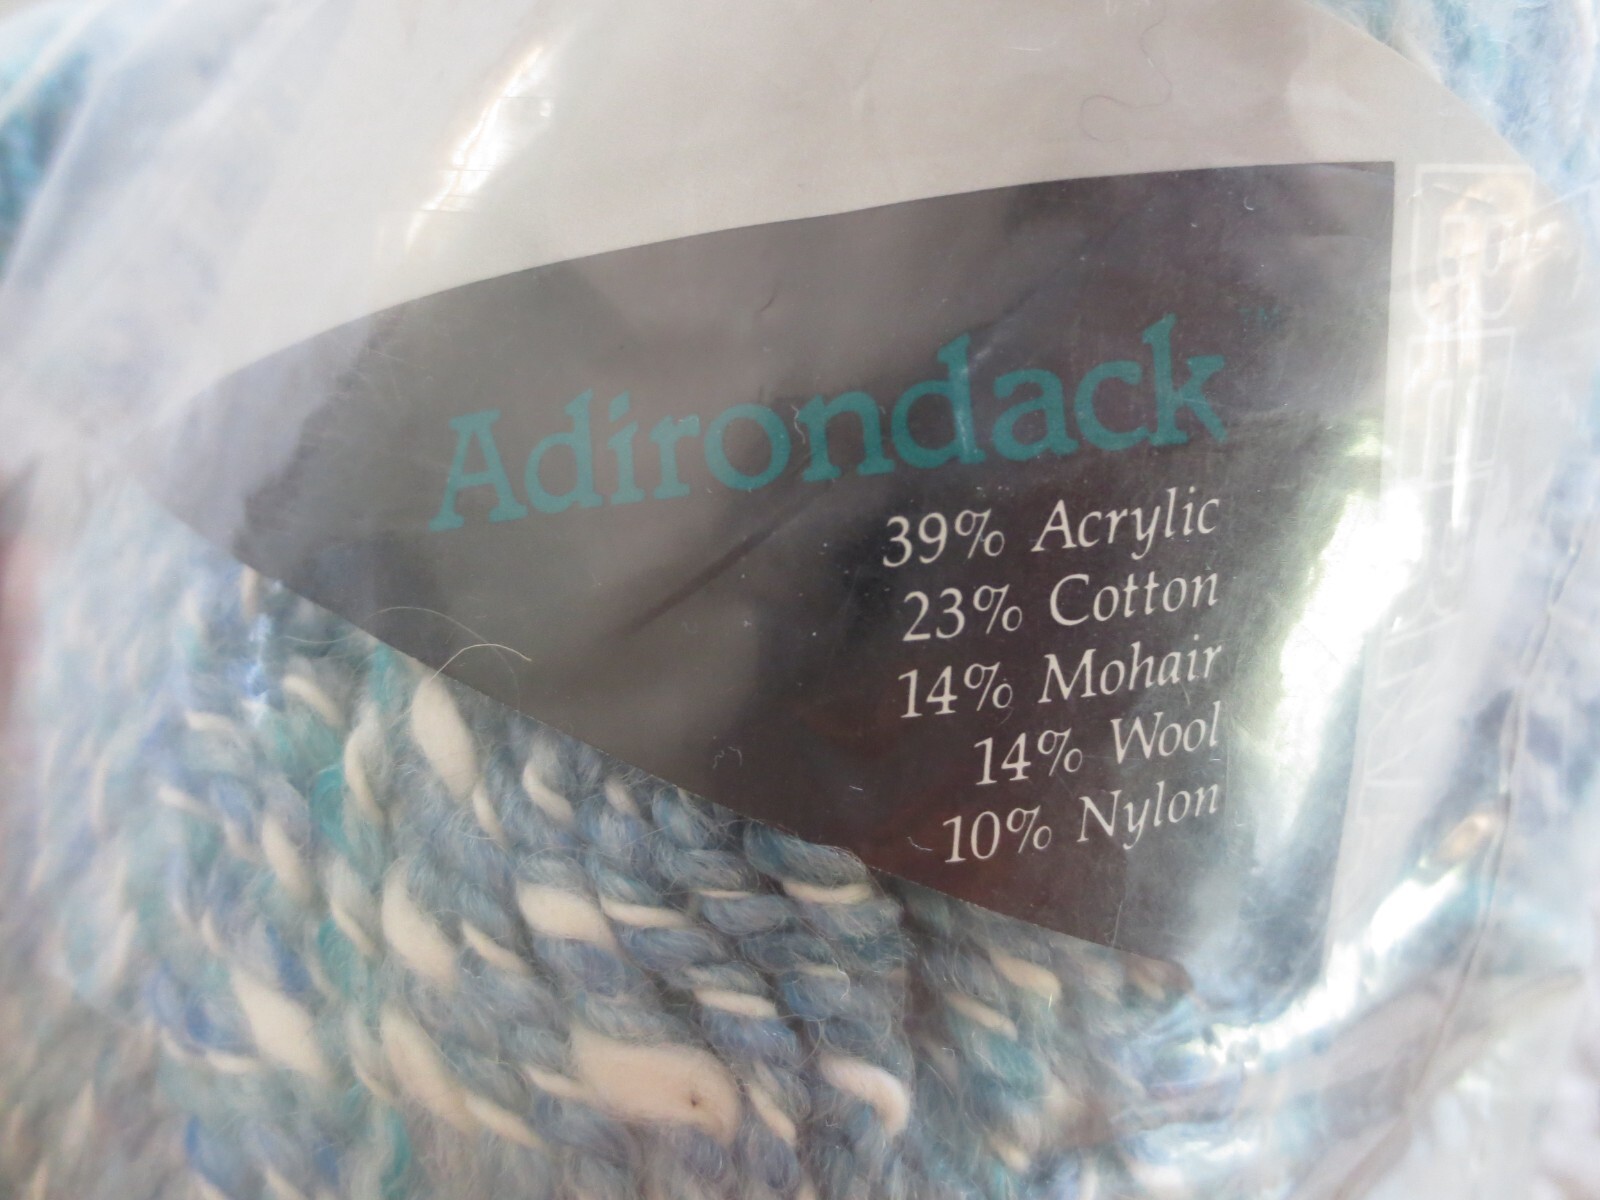 Adirondack
39% Acrylic
23% Cotton
14% Mohair
14% Wool
10% Nylon